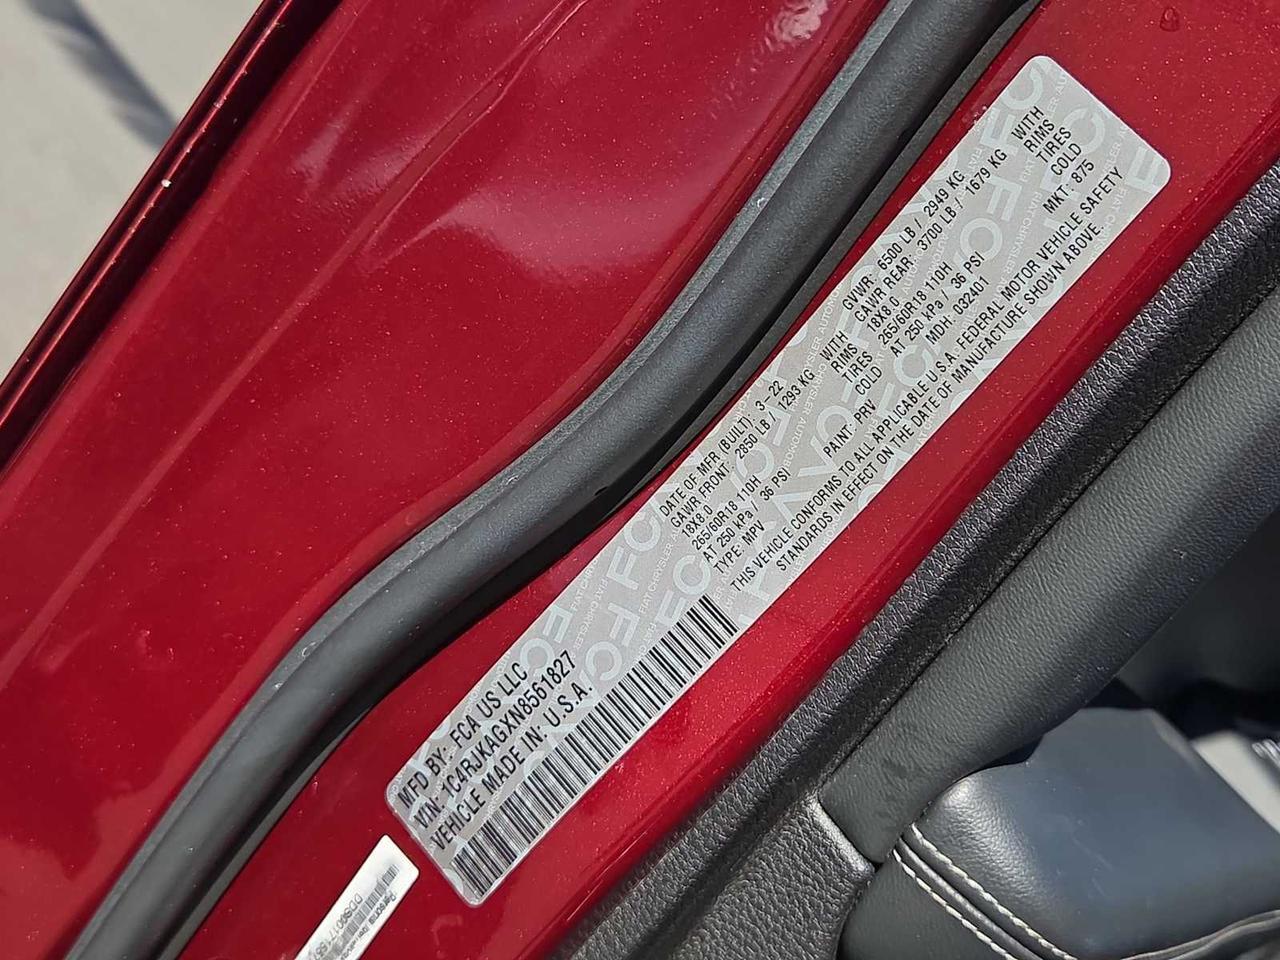 MFD BY: FCA US LLC
VIN: 1C4RJKAGXN8561827
VEHICLE MADE IN: U.S.A.
DATE OF MFR (BUILT): 3-22 GVWR: 6500 LB / 2949 KG
GAWR FRONT: 2850 LB / 1293 KG WITH GAWR REAR: 3700 LB / 1679 KG WITH
18X8.0 RIMS 18X8.0 RIMS
265/60R18 110H TIRES 265/60R18 110H TIRES
AT 250 kPa / 36 PSI COLD AT 250 kPa / 36 PSI COLD
TYPE: MPV PAINT: PRV MDH: 032401 MKT: 875
THIS VEHICLE CONFORMS TO ALL APPLICABLE U.S.A. FEDERAL MOTOR VEHICLE SAFETY
STANDARDS IN EFFECT ON THE DATE OF MANUFACTURE SHOWN ABOVE.